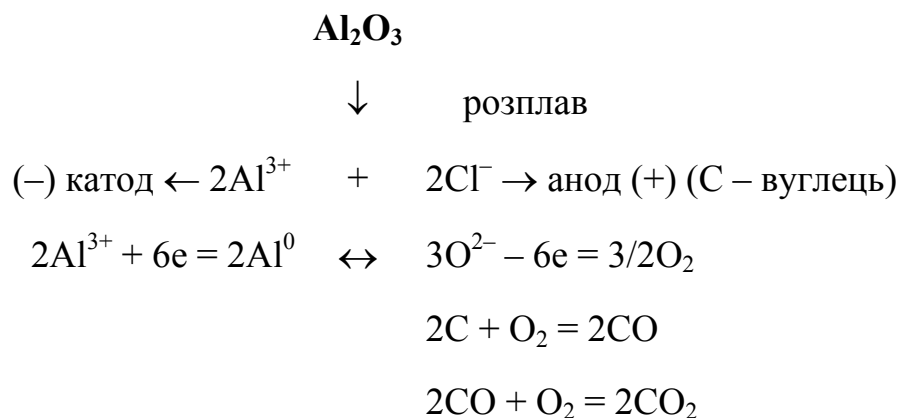 Al₂O₃
↓ розплав
(–) катод ← 2Al³⁺ + 2Cl⁻ → анод (+) (С – вуглець)
2Al³⁺ + 6e = 2Al⁰ ↔ 3O²⁻ – 6e = 3/2O₂
2C + O₂ = 2CO
2CO + O₂ = 2CO₂